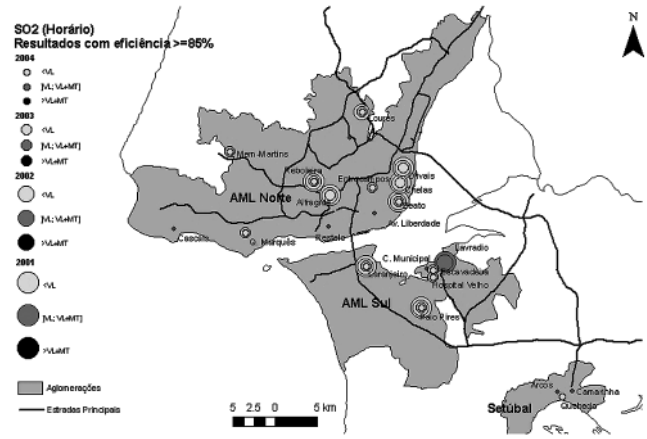 SO2 (Horário)
Resultados com eficiência >=85%
2004
<VL
[VL; VL+MT]
>VL+MT
2003
<VL
[VL; VL+MT]
>VL+MT
2002
<VL
[VL; VL+MT]
>VL+MT
2001
<VL
[VL; VL+MT]
>VL+MT
Aglomerações
Estradas Principais
N
Loures
Mem-Martins
Reboleira
Entrecampos
Olivais
Chelas
AML Norte
Alfragide
Beato
Av. Liberdade
Cascais
Marquês
Restelo
C. Municipal
Lavradio
Laranjeiro
Escavadeira
Hospital Velho
AML Sul
Paio Pires
Arcos
Camarinha
Quebedo
Setúbal
5 2.5 0 5 km